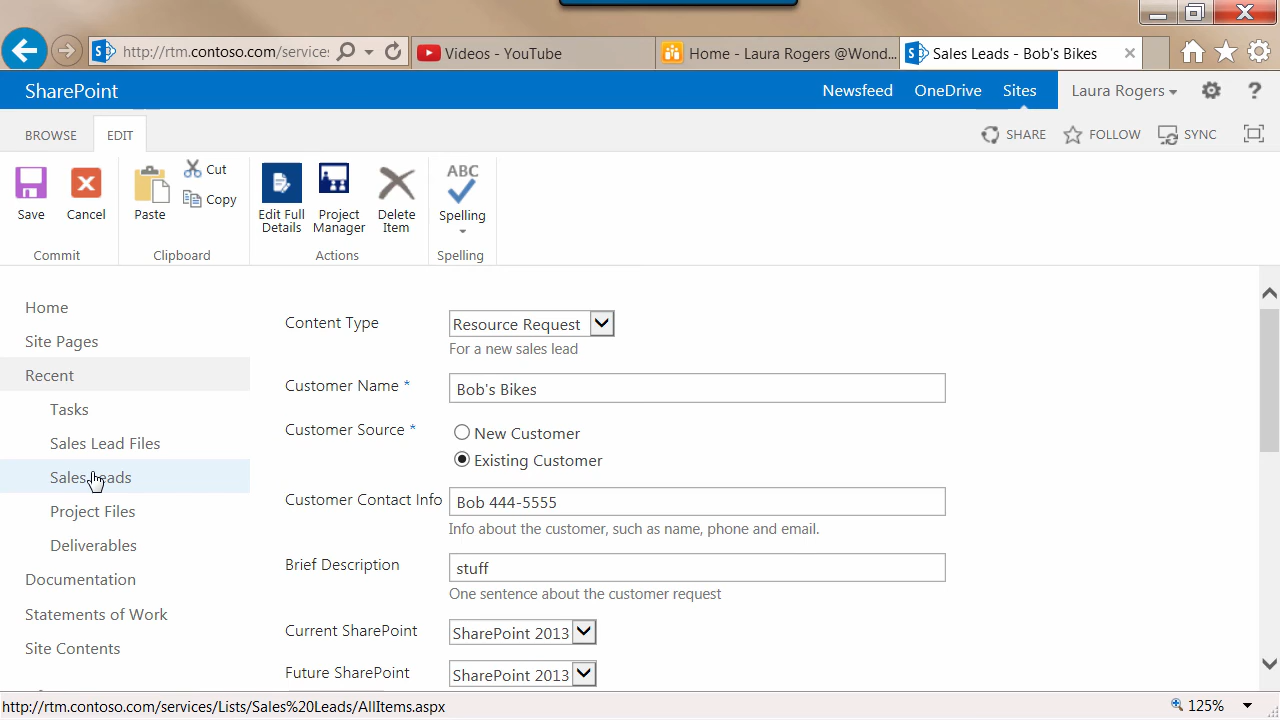 http://rtm.contoso.com/service:
Videos - YouTube
Home - Laura Rogers @Wond...
Sales Leads - Bob's Bikes
SharePoint
Newsfeed
OneDrive
Sites
Laura Rogers
?
BROWSE
EDIT
SHARE
FOLLOW
SYNC
Save
Cancel
Commit
Paste
Cut
Copy
Clipboard
Edit Full
Details
Project
Manager
Delete
Item
Actions
ABC
Spelling
Spelling
Home
Site Pages
Recent
Tasks
Sales Lead Files
Sales Leads
Project Files
Deliverables
Documentation
Statements of Work
Site Contents
Content Type
Resource Request
For a new sales lead
Customer Name *
Bob's Bikes
Customer Source *
New Customer
Existing Customer
Customer Contact Info
Bob 444-5555
Info about the customer, such as name, phone and email.
Brief Description
stuff
One sentence about the customer request
Current SharePoint
SharePoint 2013
Future SharePoint
SharePoint 2013
http://rtm.contoso.com/services/Lists/Sales%20Leads/AllItems.aspx
125%